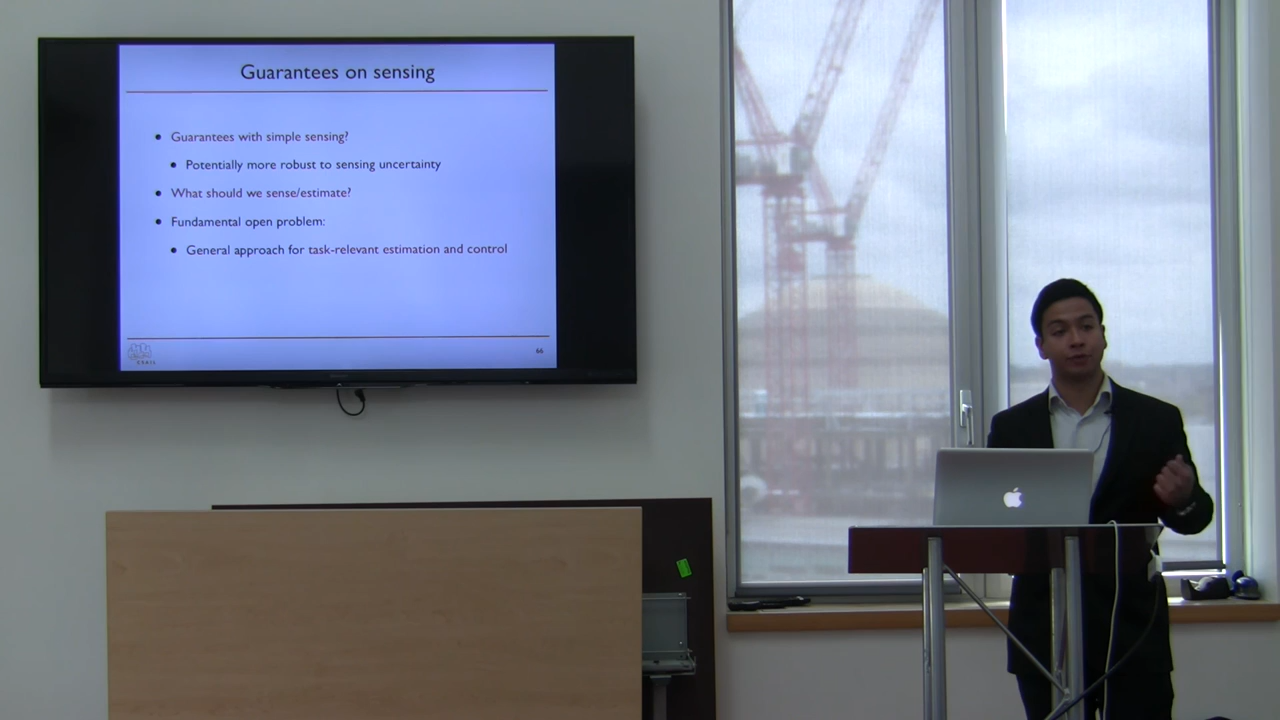 Guarantees on sensing
Guarantees with simple sensing?
Potentially more robust to sensing uncertainty
What should we sense/estimate?
Fundamental open problem:
General approach for task-relevant estimation and control
CSAIL
66